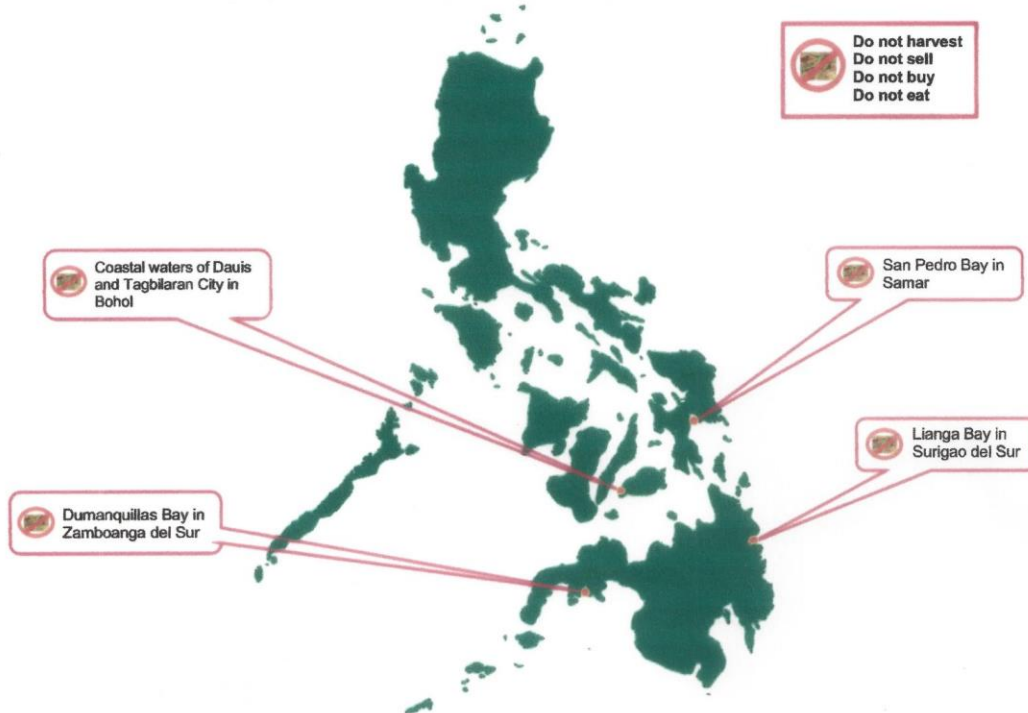 Do not harvest
Do not sell
Do not buy
Do not eat
Coastal waters of Dauis
and Tagbilaran City in
Bohol
San Pedro Bay in
Samar
Lianga Bay in
Surigao del Sur
Dumanquillas Bay in
Zamboanga del Sur